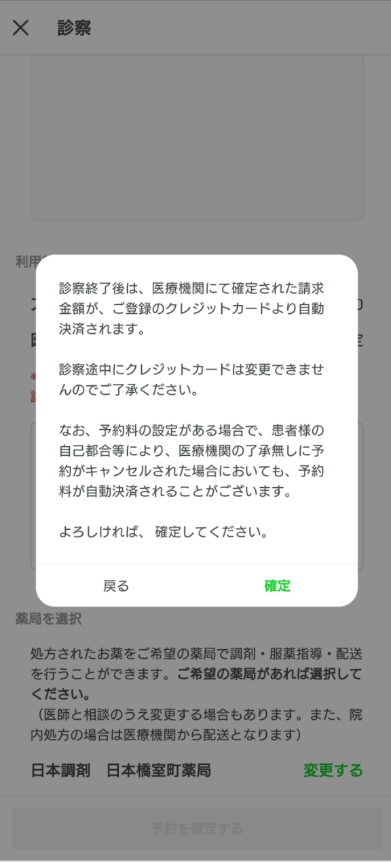 診察
利用
診察終了後は、医療機関にて確定された請求
金額が、ご登録のクレジットカードより自動
決済されます。
診察途中にクレジットカードは変更できませ
んのでご了承ください。
なお、予約料の設定がある場合で、患者様の
自己都合等により、医療機関の了承無しに予
約がキャンセルされた場合においても、予約
料が自動決済されることがございます。
よろしければ、 確定してください。
戻る 確定
薬局を選択
処方されたお薬をご希望の薬局で調剤・服薬指導・配送
を行うことができます。ご希望の薬局があれば選択して
ください。
（医師と相談のうえ変更する場合もあります。また、院
内処方の場合は医療機関から配送となります）
日本調剤 日本橋室町薬局 変更する
予約を確定する